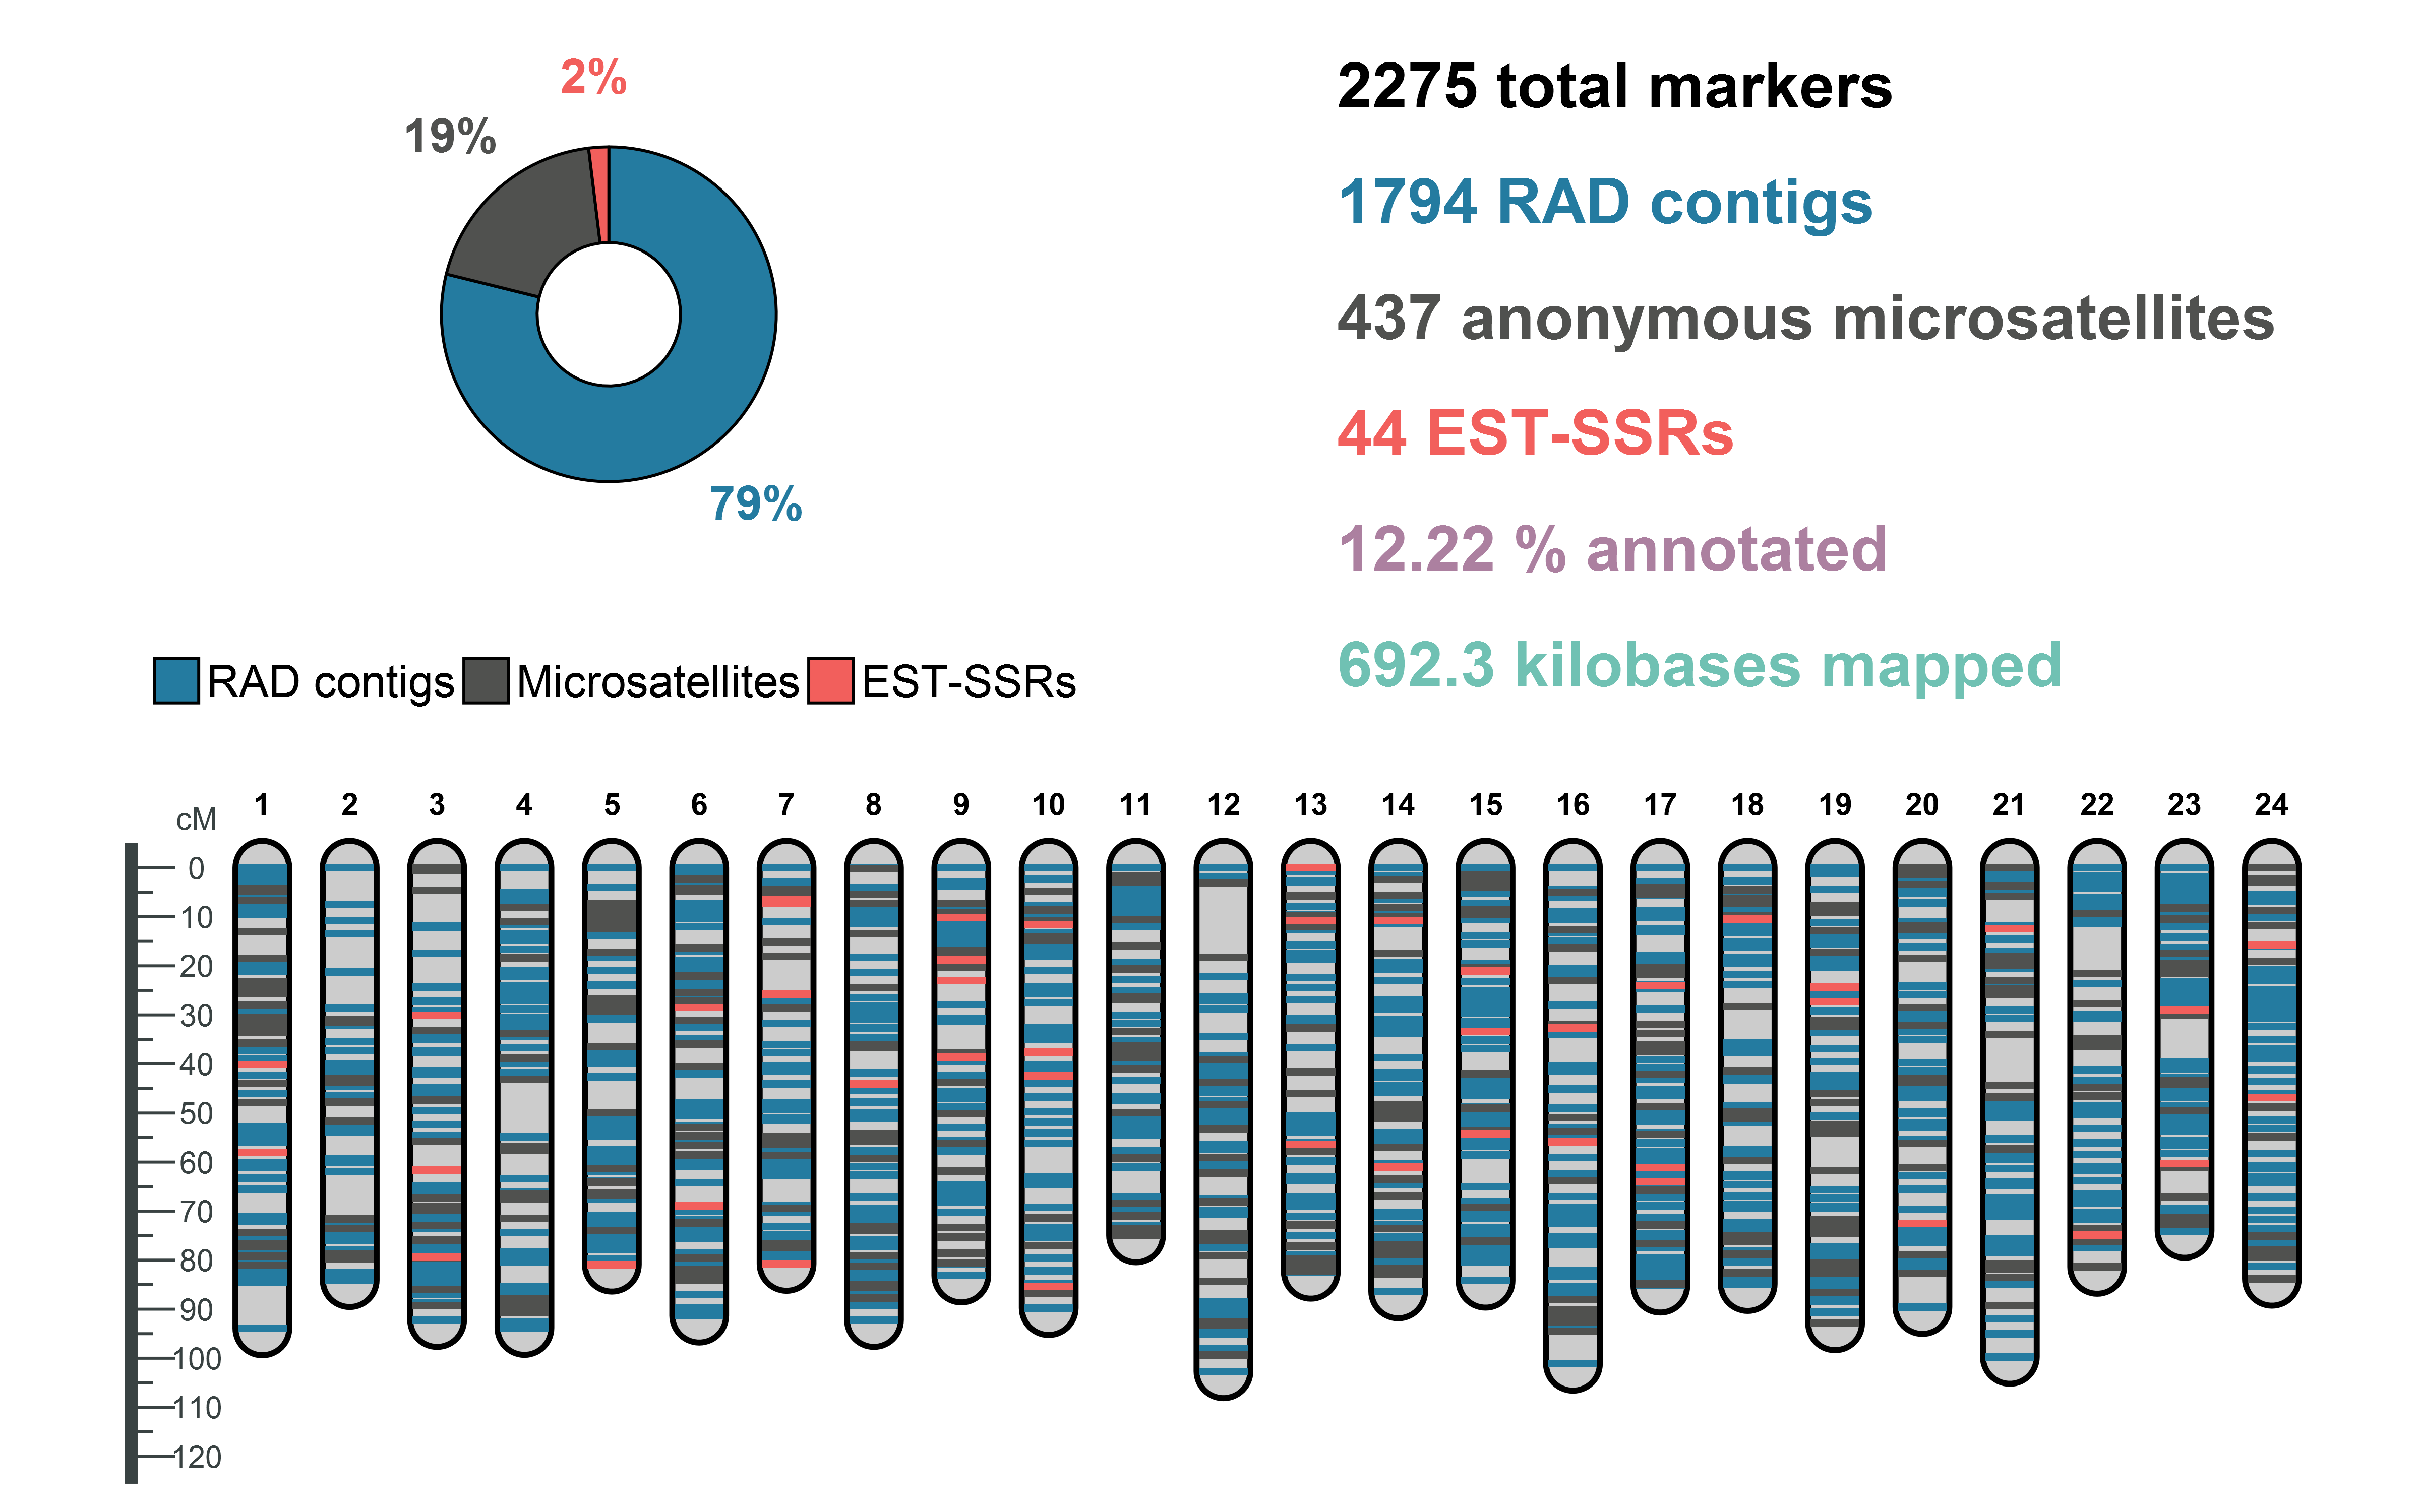 2%
19%
79%
2275 total markers
1794 RAD contigs
437 anonymous microsatellites
44 EST-SSRs
12.22 % annotated
692.3 kilobases mapped
RAD contigs Microsatellites EST-SSRs
cM 1 2 3 4 5 6 7 8 9 10 11 12 13 14 15 16 17 18 19 20 21 22 23 24
0
10
20
30
40
50
60
70
80
90
100
110
120